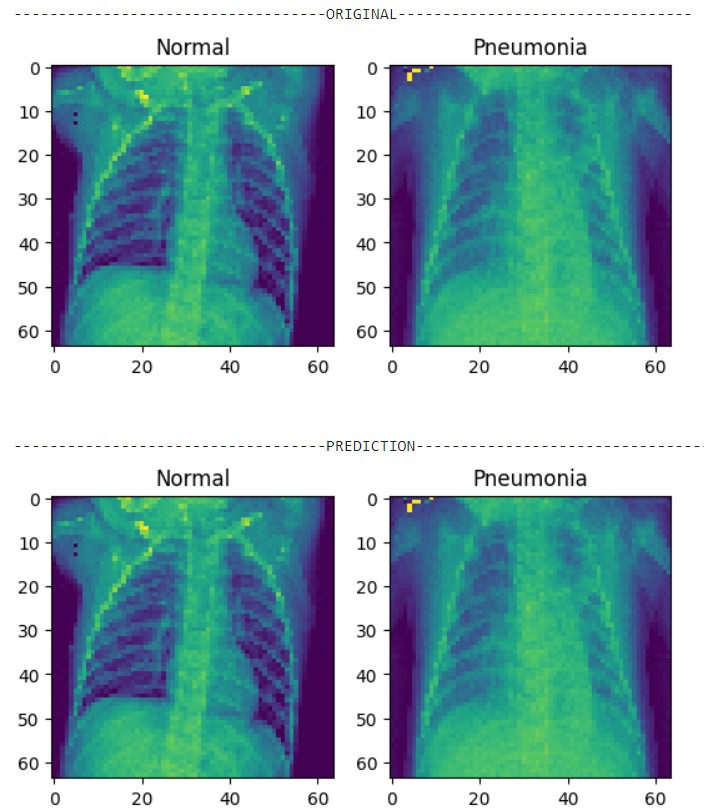 ---------------------------------ORIGINAL-------------------------------
Normal Pneumonia
0 0
10 10
20 20
30 30
40 40
50 50
60 60
0 20 40 60 0 20 40 60
---------------------------------PREDICTION--------------------------------
Normal Pneumonia
0 0
10 10
20 20
30 30
40 40
50 50
60 60
0 20 40 60 0 20 40 60